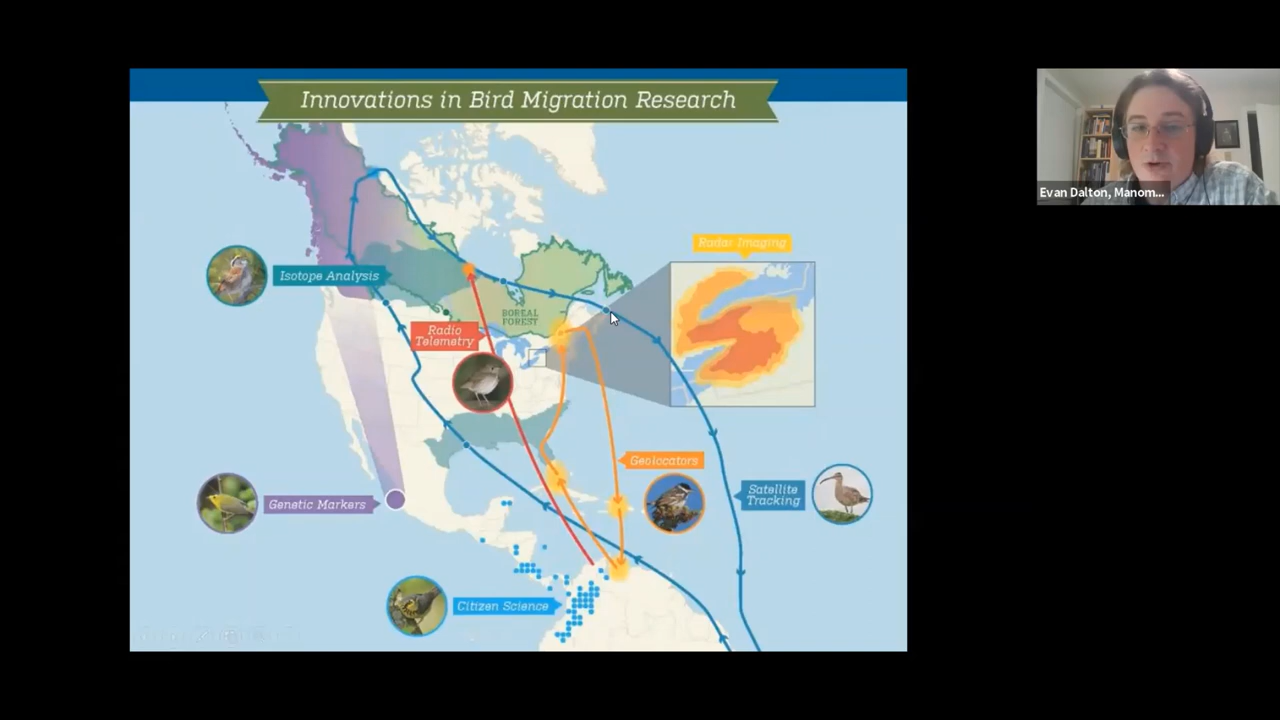 Innovations in Bird Migration Research
Evan Dalton, Manom...
Radar Imaging
Isotope Analysis
BOREAL
FOREST
Radio
Telemetry
Geolocators
Satellite
Tracking
Genetic Markers
Citizen Science